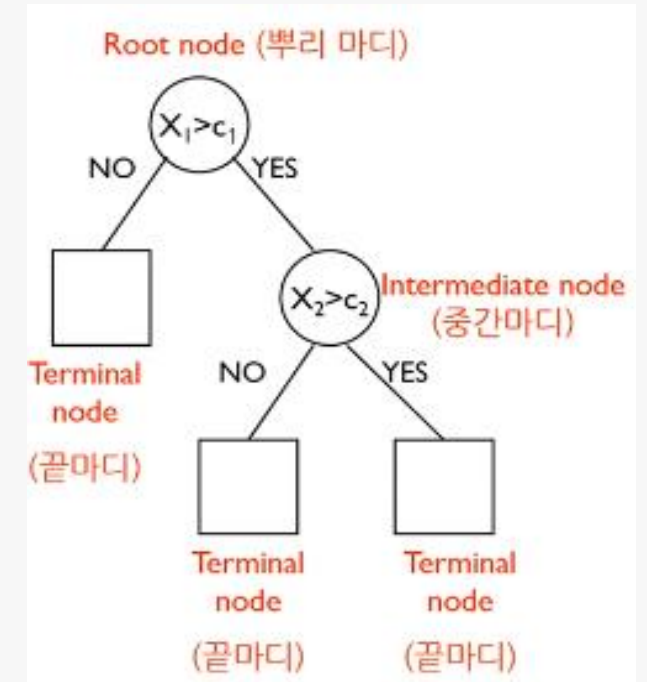 Root node (뿌리 마디)
X₁>c₁
NO
YES
X₂>c₂
Intermediate node
(중간마디)
Terminal
node
(끝마디)
NO
YES
Terminal
node
(끝마디)
Terminal
node
(끝마디)